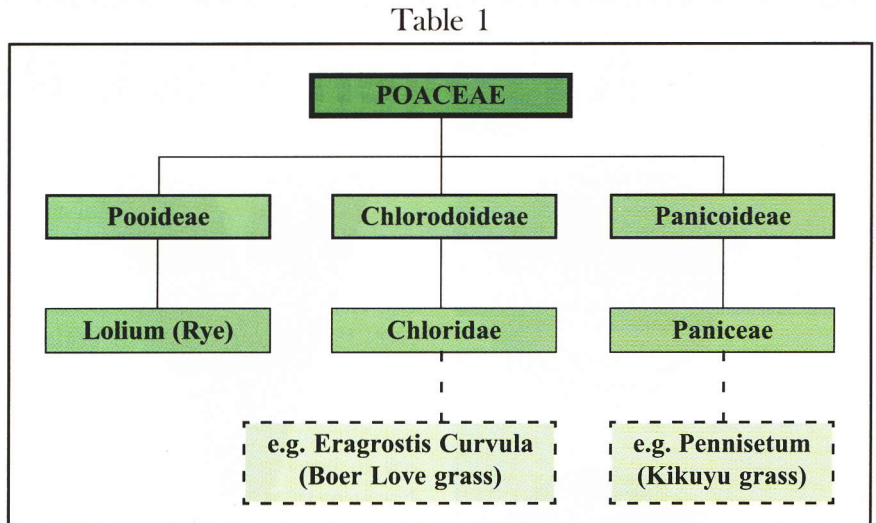 Table 1
POACEAE
Pooideae
Chlorodoideae
Panicoideae
Lolium (Rye)
Chloridae
Paniceae
e.g. Eragrostis Curvula
(Boer Love grass)
e.g. Pennisetum
(Kikuyu grass)